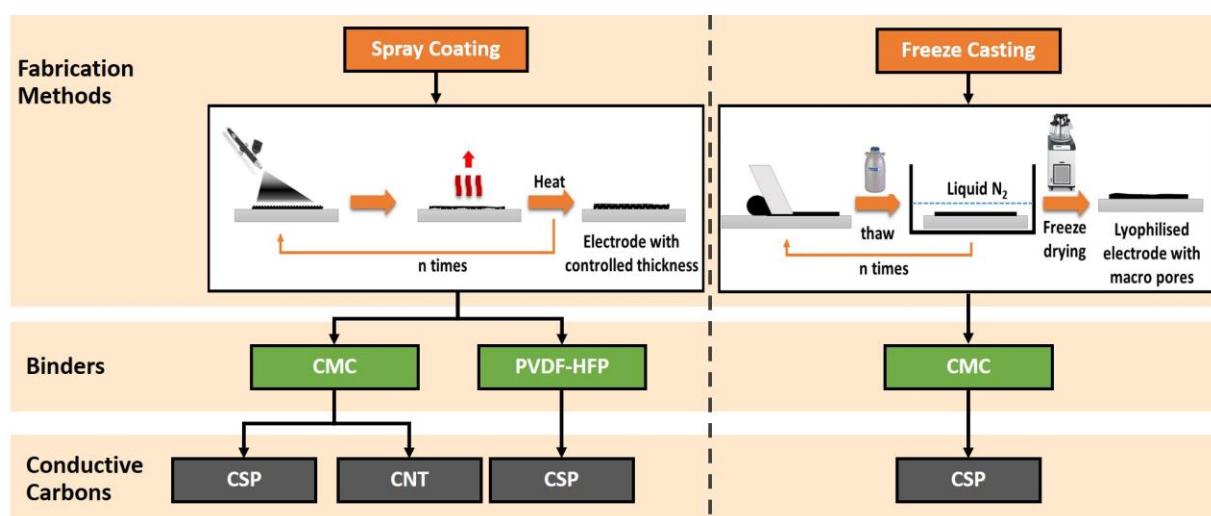 Fabrication
Methods
Spray Coating
Heat
n times
Electrode with
controlled thickness
Freeze Casting
thaw
Liquid N₂
n times
Freeze
drying
Lyophilised
electrode with
macro pores
Binders
CMC
PVDF-HFP
CMC
Conductive
Carbons
CSP
CNT
CSP
CSP